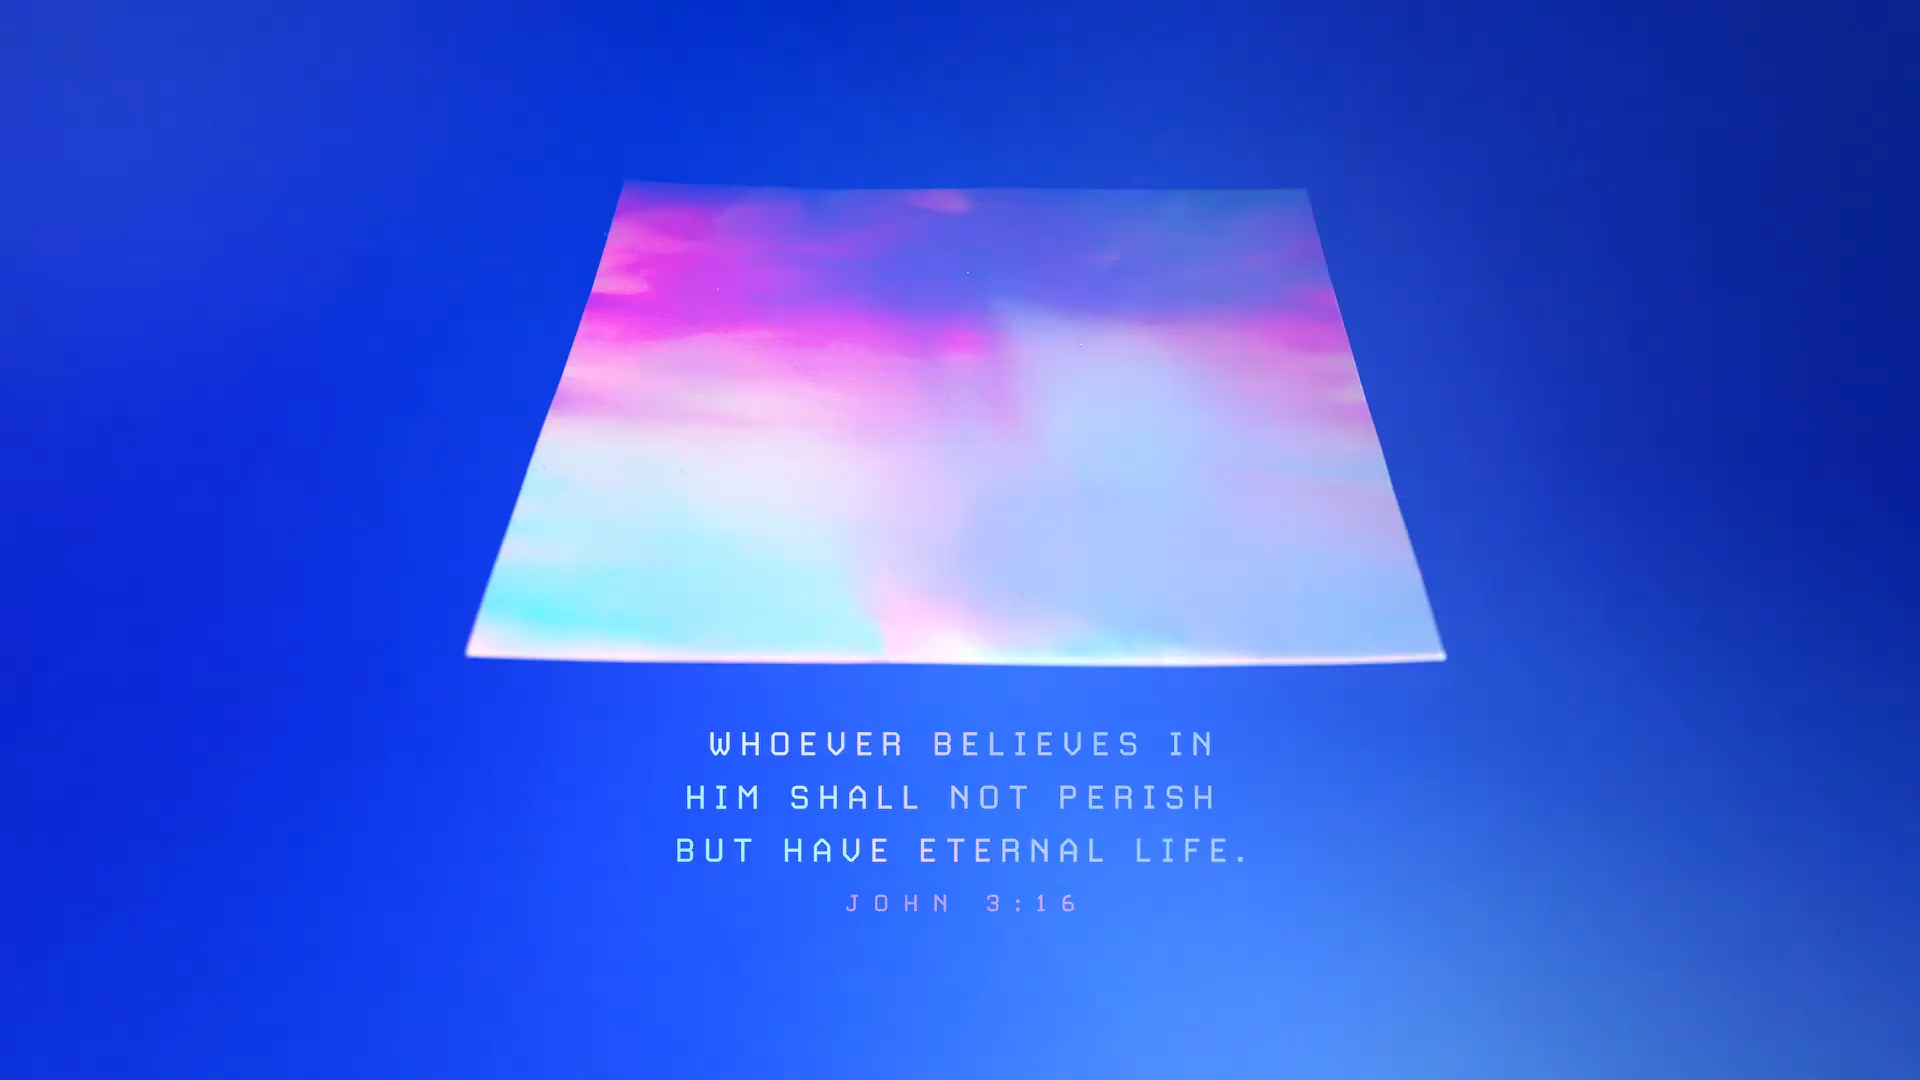 WHOEVER BELIEVES IN
HIM SHALL NOT PERISH
BUT HAVE ETERNAL LIFE.
JOHN 3:16